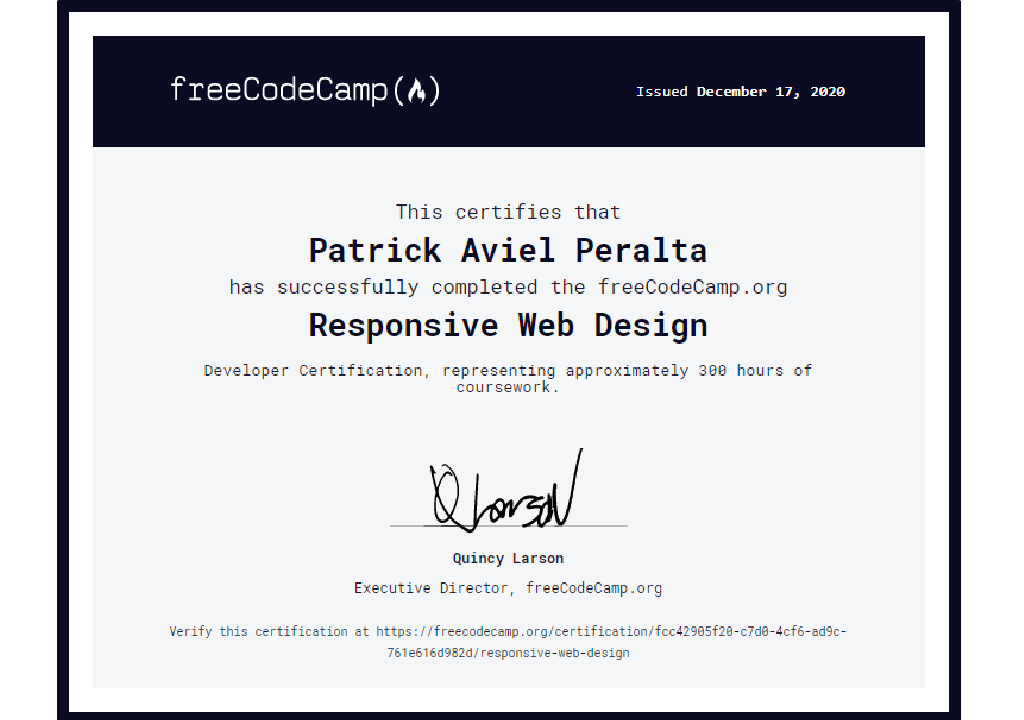 freeCodeCamp
Issued December 17, 2020
This certifies that
Patrick Aviel Peralta
has successfully completed the freeCodeCamp.org
Responsive Web Design
Developer Certification, representing approximately 300 hours of
coursework.
Q Larson
Quincy Larson
Executive Director, freeCodeCamp.org
Verify this certification at https://freecodecamp.org/certification/fcc42905f20-c7d0-4cf6-ad9c-
761e616d982d/responsive-web-design